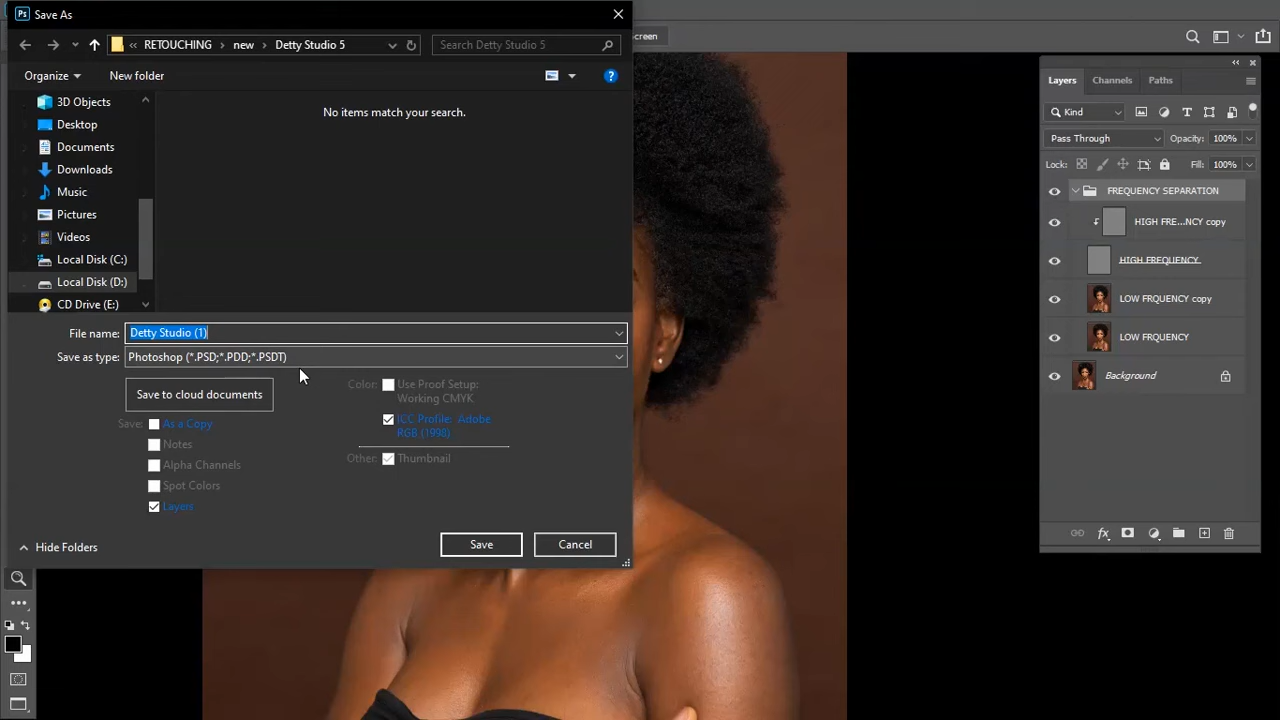 Ps Save As
RETOUCHING
new
Detty Studio 5
Search Detty Studio 5
creen
Organize
New folder
?
3D Objects
Desktop
Documents
Downloads
Music
Pictures
Videos
Local Disk (C:)
Local Disk (D:)
CD Drive (E:)
No items match your search.
File name:
Detty Studio (1)
Save as type:
Photoshop (*.PSD;*.PDD;*.PSDT)
Save to cloud documents
Save:
As a Copy
Notes
Alpha Channels
Spot Colors
Layers
Color:
Use Proof Setup:
Working CMYK
ICC Profile: Adobe
RGB (1998)
Other:
Thumbnail
Hide Folders
Save
Cancel
Layers
Channels
Paths
Kind
T
Pass Through
Opacity: 100%
Lock:
Fill: 100%
FREQUENCY SEPARATION
HIGH FRE...NCY copy
HIGH FREQUENCY
LOW FRQUENCY copy
LOW FRQUENCY
Background
fx